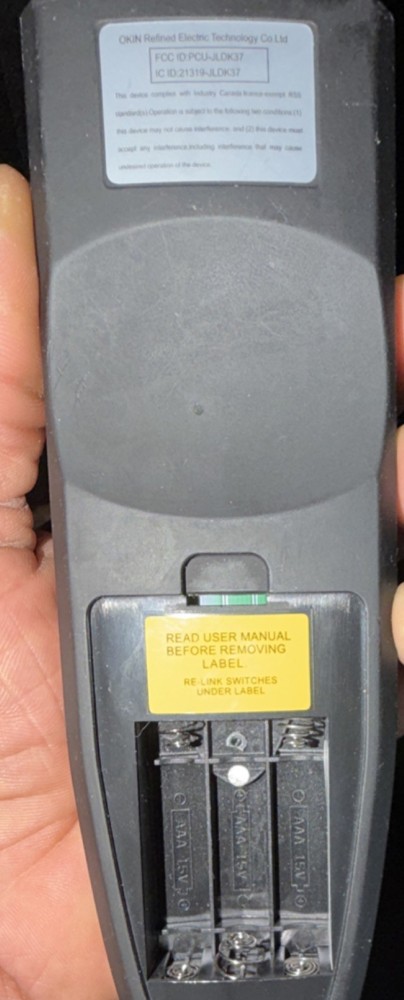 OKIN Refined Electric Technology Co.Ltd
FCC ID:PCU-JLDK37
IC ID:21319-JLDK37
This device complies with Industry Canada licence-exempt RSS
standard(s).Operation is subject to the following two conditions:(1)
this device may not cause interference, and (2) this device must
accept any interference,including interference that may cause
undesired operation of the device.
READ USER MANUAL
BEFORE REMOVING
LABEL
RE-LINK SWITCHES
UNDER LABEL
AAA 1.5V
AAA 1.5V
AAA 1.5V